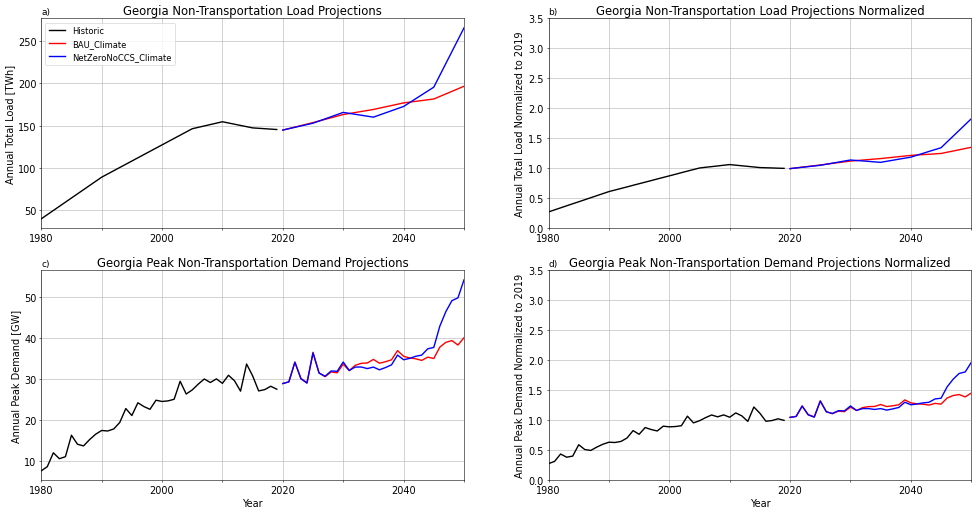 Georgia Non-Transportation Load Projections
a)
Historic
BAU_Climate
NetZeroNoCCS_Climate
Annual Total Load [TWh]
250
200
150
100
50
1980
2000
2020
2040
Georgia Non-Transportation Load Projections Normalized
b)
Annual Total Load Normalized to 2019
3.5
3.0
2.5
2.0
1.5
1.0
0.5
0.0
1980
2000
2020
2040
Georgia Peak Non-Transportation Demand Projections
c)
Annual Peak Demand [GW]
50
40
30
20
10
1980
2000
2020
2040
Year
Georgia Peak Non-Transportation Demand Projections Normalized
d)
Annual Peak Demand Normalized to 2019
3.5
3.0
2.5
2.0
1.5
1.0
0.5
0.0
1980
2000
2020
2040
Year